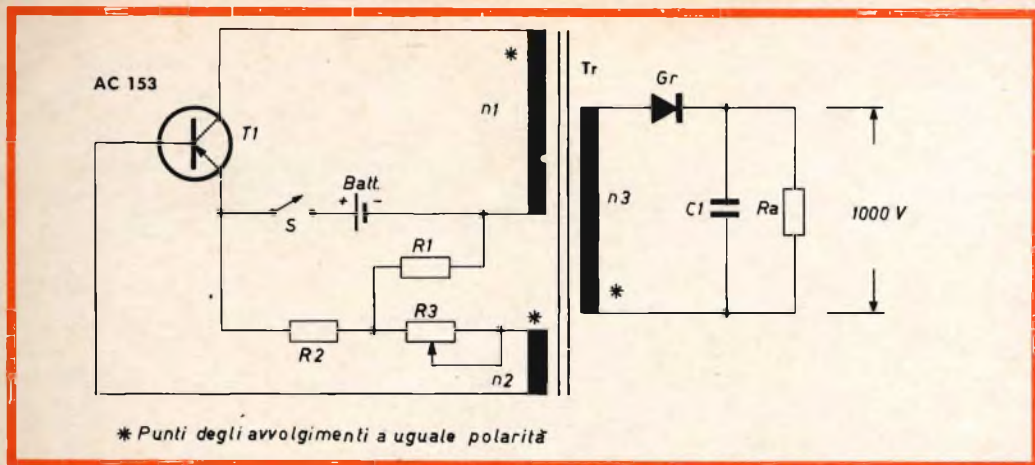 AC 153
T1
*
n1
Tr
Gr
Batt.
+ -
S
R1
n3
C1
Ra
1000 V
*
R2
R3
*
n2
* Punti degli avvolgimenti a uguale polarità